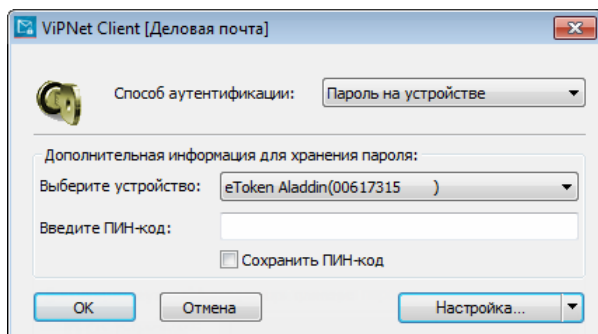 ViPNet Client [Деловая почта]
Способ аутентификации: Пароль на устройстве
Дополнительная информация для хранения пароля:
Выберите устройство: eToken Aladdin(00617315 )
Введите ПИН-код:
Сохранить ПИН-код
OK Отмена Настройка...